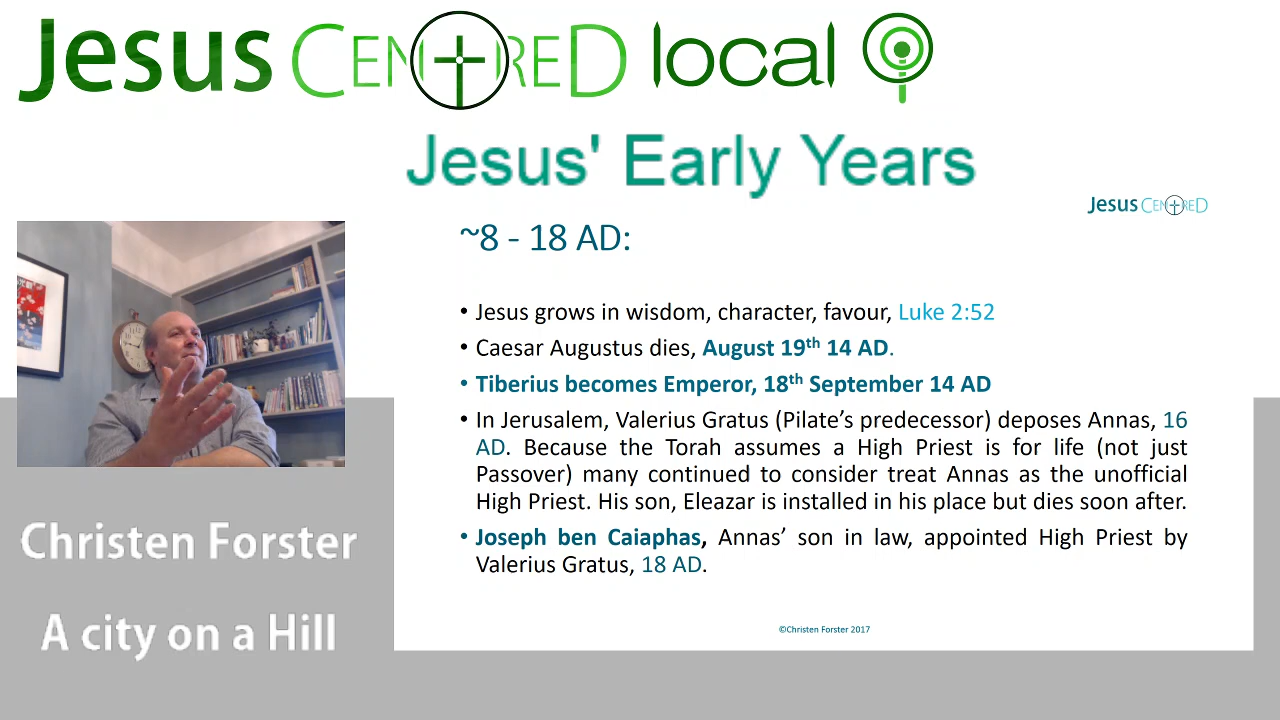 Jesus CENTRED local
Jesus' Early Years
Jesus CENTRED
~8 - 18 AD:
• Jesus grows in wisdom, character, favour, Luke 2:52
• Caesar Augustus dies, August 19th 14 AD.
• Tiberius becomes Emperor, 18th September 14 AD
• In Jerusalem, Valerius Gratus (Pilate’s predecessor) deposes Annas, 16
AD. Because the Torah assumes a High Priest is for life (not just
Passover) many continued to consider treat Annas as the unofficial
High Priest. His son, Eleazar is installed in his place but dies soon after.
• Joseph ben Caiaphas, Annas’ son in law, appointed High Priest by
Valerius Gratus, 18 AD.
©Christen Forster 2017
Christen Forster
A city on a Hill